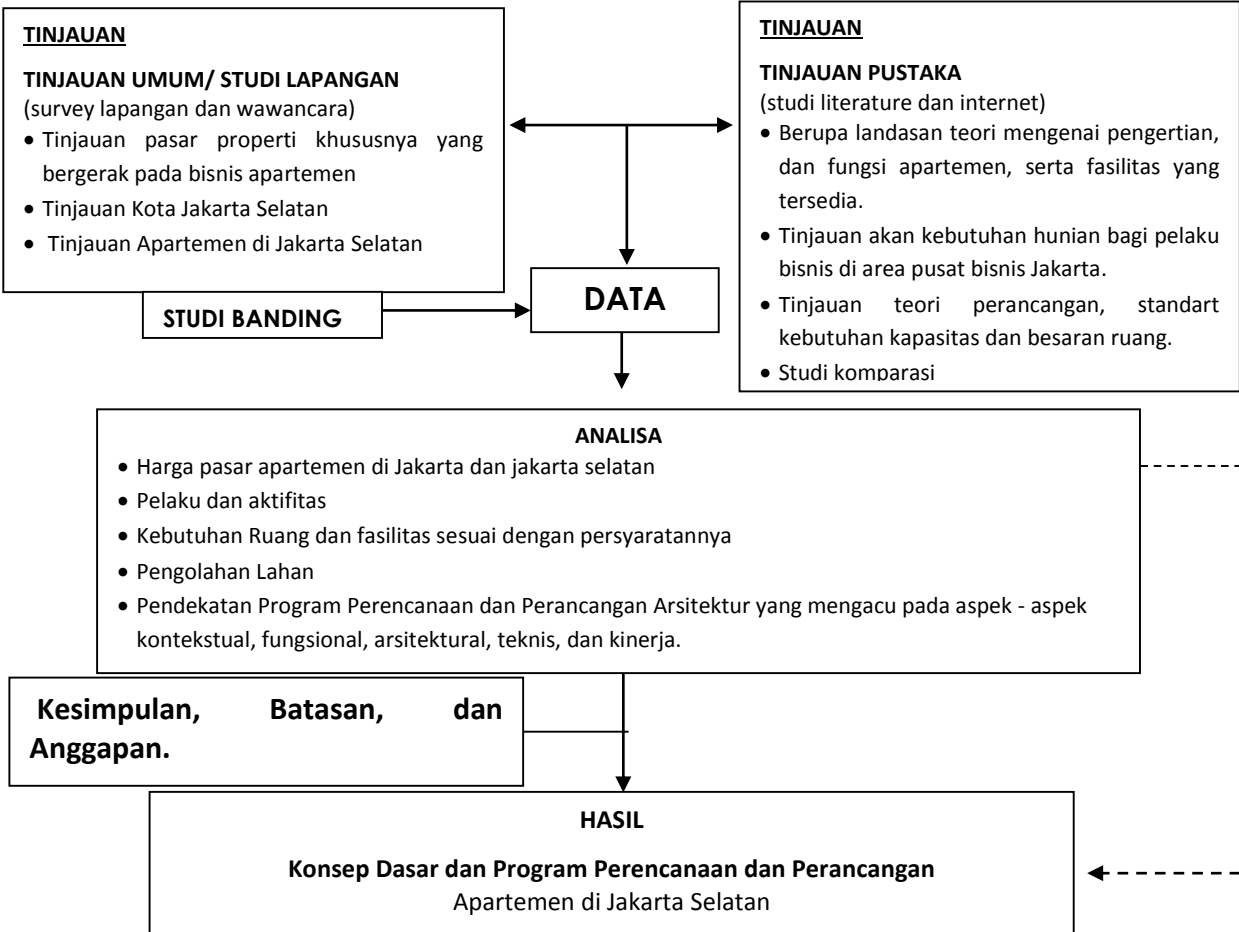 TINJAUAN
TINJAUAN UMUM/ STUDI LAPANGAN
(survey lapangan dan wawancara)
• Tinjauan pasar properti khususnya yang
bergerak pada bisnis apartemen
• Tinjauan Kota Jakarta Selatan
• Tinjauan Apartemen di Jakarta Selatan
TINJAUAN
TINJAUAN PUSTAKA
(studi literature dan internet)
• Berupa landasan teori mengenai pengertian,
dan fungsi apartemen, serta fasilitas yang
tersedia.
• Tinjauan akan kebutuhan hunian bagi pelaku
bisnis di area pusat bisnis Jakarta.
• Tinjauan teori perancangan, standart
kebutuhan kapasitas dan besaran ruang.
• Studi komparasi
STUDI BANDING
DATA
ANALISA
• Harga pasar apartemen di Jakarta dan jakarta selatan
• Pelaku dan aktifitas
• Kebutuhan Ruang dan fasilitas sesuai dengan persyaratannya
• Pengolahan Lahan
• Pendekatan Program Perencanaan dan Perancangan Arsitektur yang mengacu pada aspek - aspek
kontekstual, fungsional, arsitektural, teknis, dan kinerja.
Kesimpulan, Batasan, dan
Anggapan.
HASIL
Konsep Dasar dan Program Perencanaan dan Perancangan
Apartemen di Jakarta Selatan